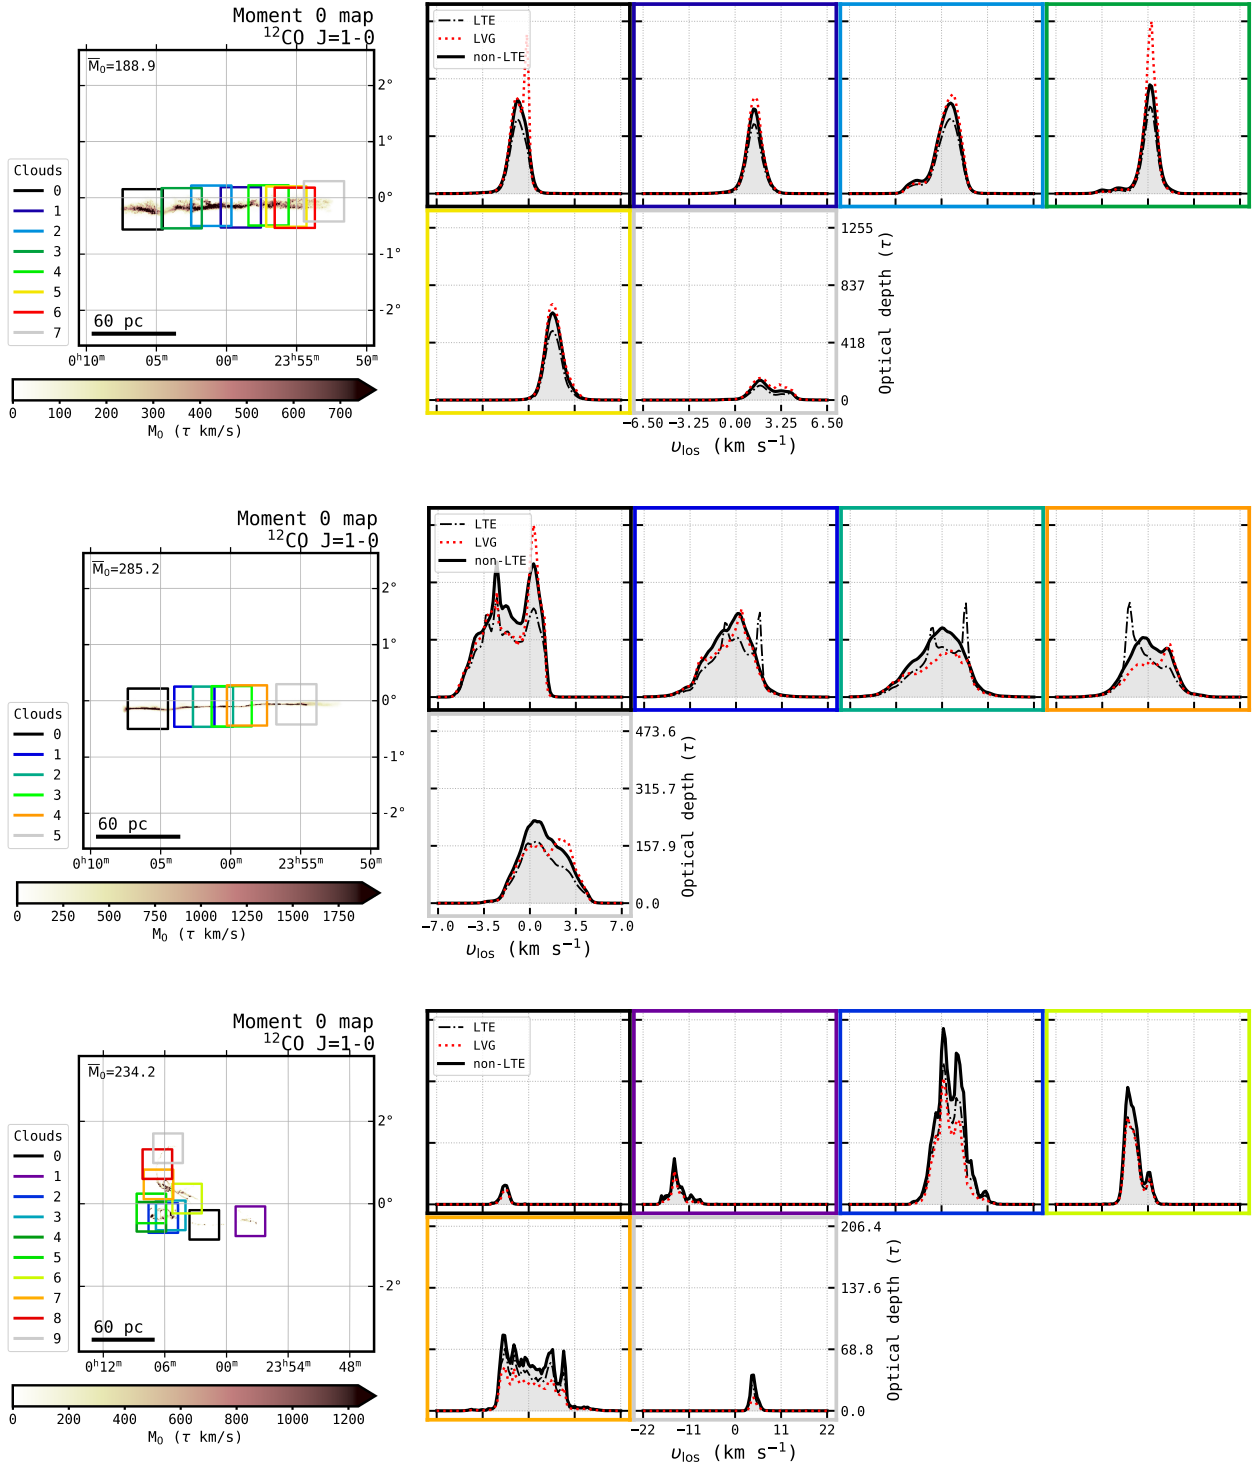 Moment 0 map
¹²CO J=1-0
M̅₀=188.9
2°
1°
0°
-1°
-2°
Clouds
0
1
2
3
4
5
6
7
60 pc
0ʰ10ᵐ 05ᵐ 00ᵐ 23ʰ55ᵐ 50ᵐ
0 100 200 300 400 500 600 700
M₀ (τ km/s)
LTE
LVG
non-LTE
1255
837
418
0
Optical depth (τ)
−6.50 −3.25 0.00 3.25 6.50
υ_los (km s⁻¹)
Moment 0 map
¹²CO J=1-0
M̅₀=285.2
2°
1°
0°
-1°
-2°
Clouds
0
1
2
3
4
5
60 pc
0ʰ10ᵐ 05ᵐ 00ᵐ 23ʰ55ᵐ 50ᵐ
0 250 500 750 1000 1250 1500 1750
M₀ (τ km/s)
LTE
LVG
non-LTE
473.6
315.7
157.9
0.0
Optical depth (τ)
−7.0 −3.5 0.0 3.5 7.0
υ_los (km s⁻¹)
Moment 0 map
¹²CO J=1-0
M̅₀=234.2
2°
0°
-2°
Clouds
0
1
2
3
4
5
6
7
8
9
60 pc
0ʰ12ᵐ 06ᵐ 00ᵐ 23ʰ54ᵐ 48ᵐ
0 200 400 600 800 1000 1200
M₀ (τ km/s)
LTE
LVG
non-LTE
206.4
137.6
68.8
0.0
Optical depth (τ)
−22 −11 0 11 22
υ_los (km s⁻¹)